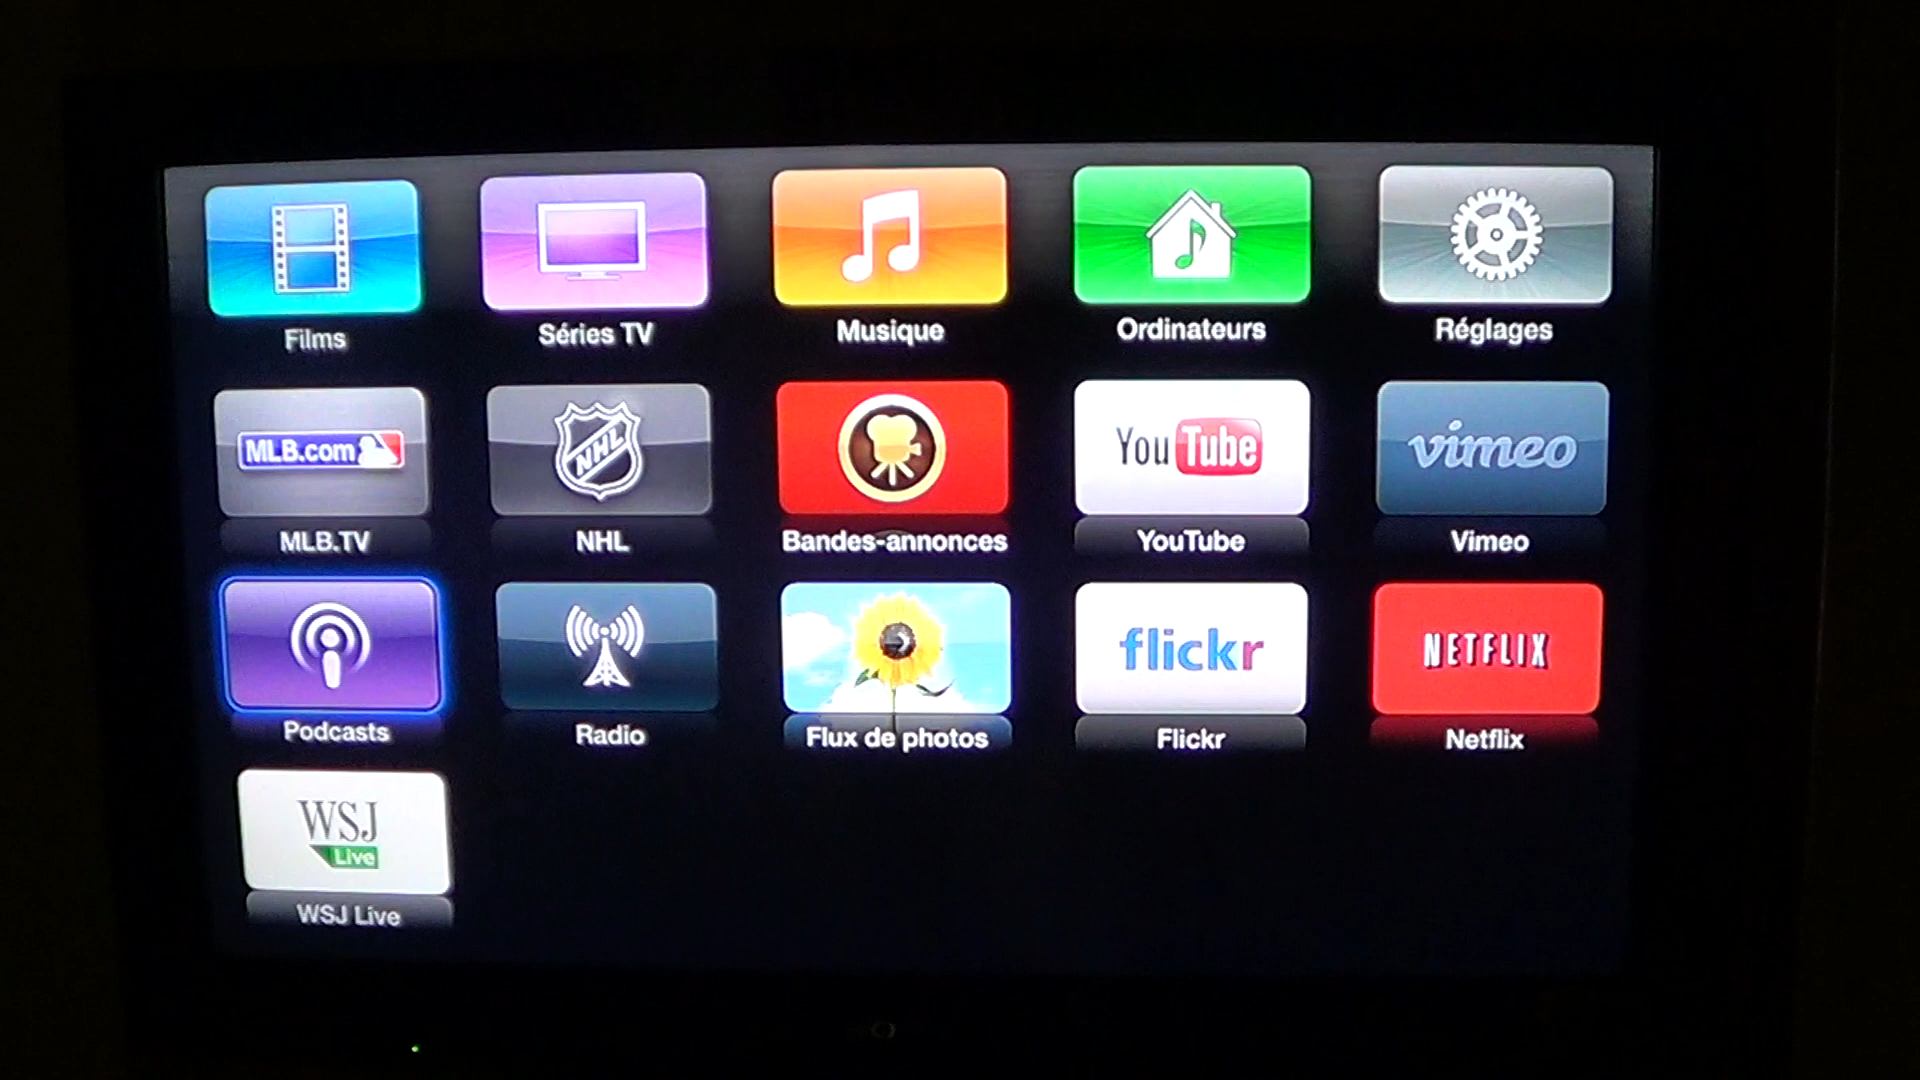 Films
Séries TV
Musique
Ordinateurs
Réglages
MLB.com
NHL
YouTube
vimeo
MLB.TV
NHL
Bandes-annonces
YouTube
Vimeo
flickr
NETFLIX
Podcasts
Radio
Flux de photos
Flickr
Netflix
WSJ
Live
WSJ Live